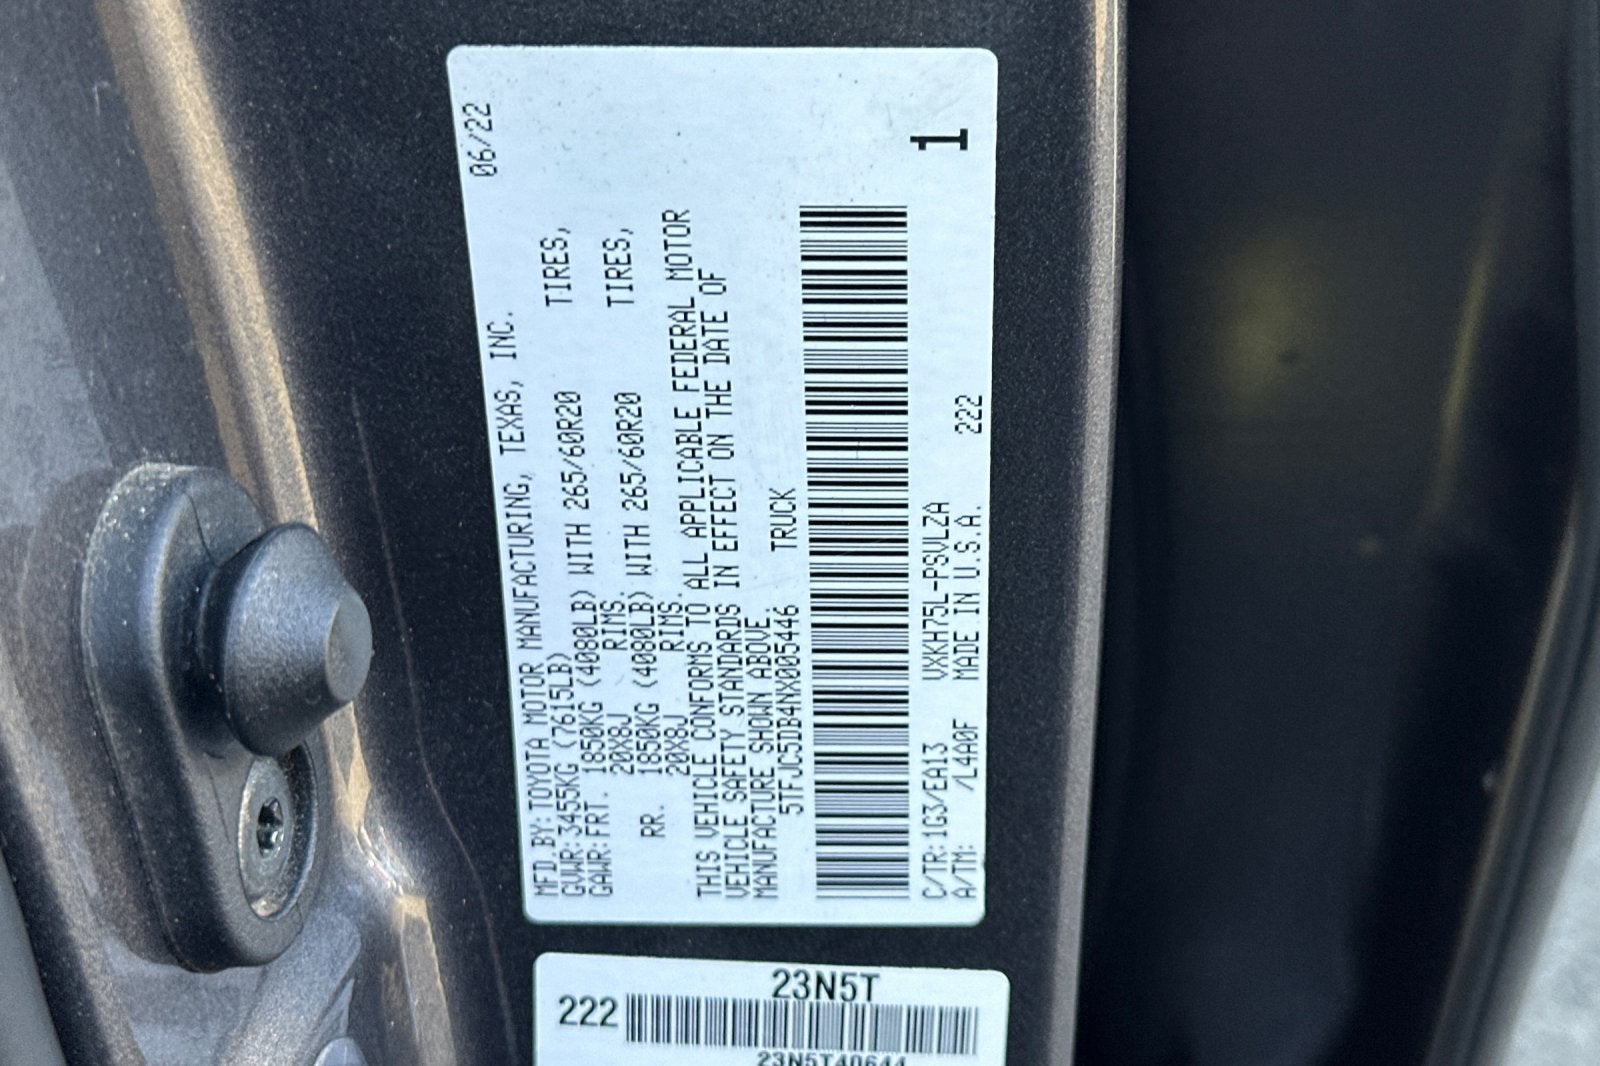 06/22
MFD.BY:TOYOTA MOTOR MANUFACTURING, TEXAS, INC.
GVWR:3455KG (7615LB)
GAWR:FRT. 1850KG (4080LB) WITH 265/60R20 TIRES,
20X8J RIMS.
RR. 1850KG (4080LB) WITH 265/60R20 TIRES,
20X8J RIMS.
THIS VEHICLE CONFORMS TO ALL APPLICABLE FEDERAL MOTOR
VEHICLE SAFETY STANDARDS IN EFFECT ON THE DATE OF
MANUFACTURE SHOWN ABOVE.
5TFJC5DB4NX005446 TRUCK
1
C/TR:1G3/EA13 VXKH75L-PSVLZA
A/TM: /L4A0F MADE IN U.S.A. 222
23N5T
222
23N5T40644